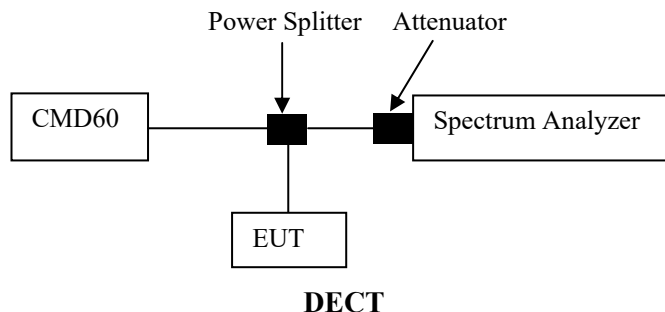 Power Splitter Attenuator
CMD60
Spectrum Analyzer
EUT
DECT